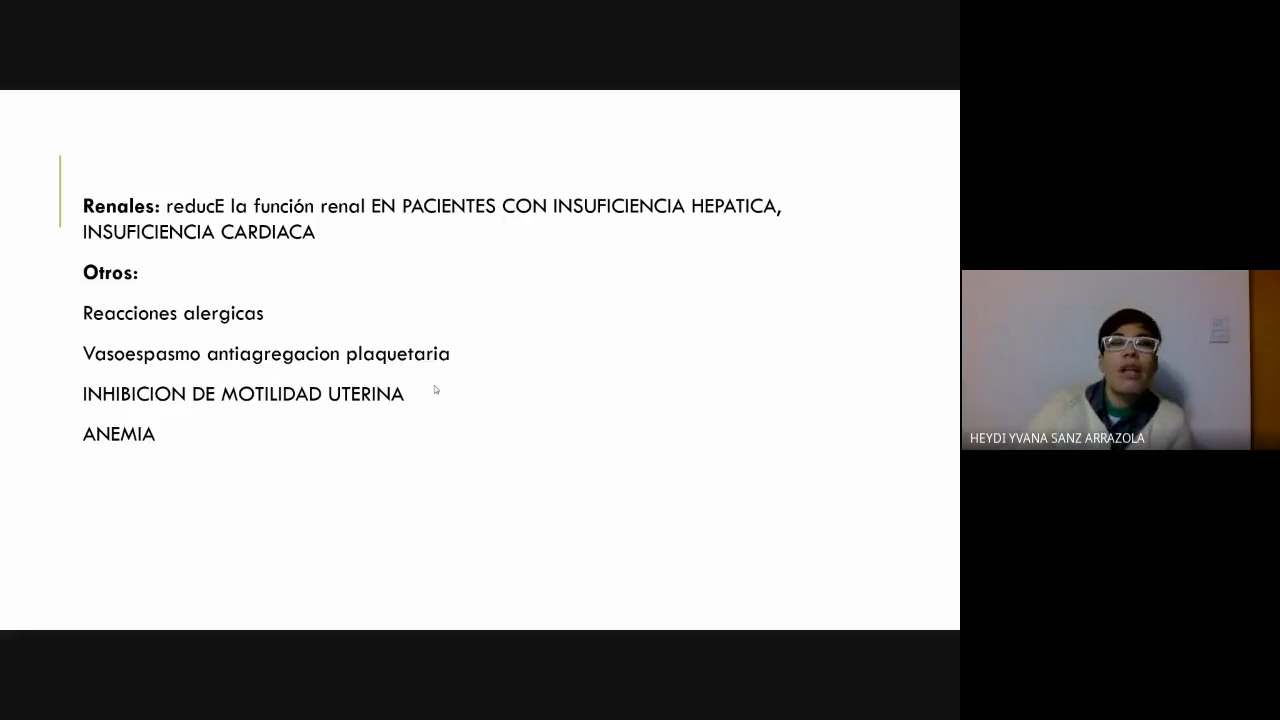 Renales: reducE la función renal EN PACIENTES CON INSUFICIENCIA HEPATICA,
INSUFICIENCIA CARDIACA
Otros:
Reacciones alergicas
Vasoespasmo antiagregacion plaquetaria
INHIBICION DE MOTILIDAD UTERINA
ANEMIA
HEYDI YVANA SANZ ARRAZOLA